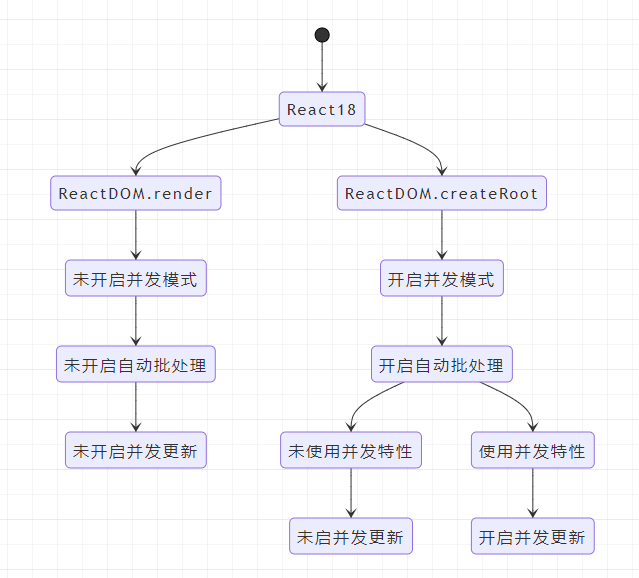 React18
ReactDOM.render
ReactDOM.createRoot
未开启并发模式
开启并发模式
未开启自动批处理
开启自动批处理
未开启并发更新
未使用并发特性
使用并发特性
未启并发更新
开启并发更新